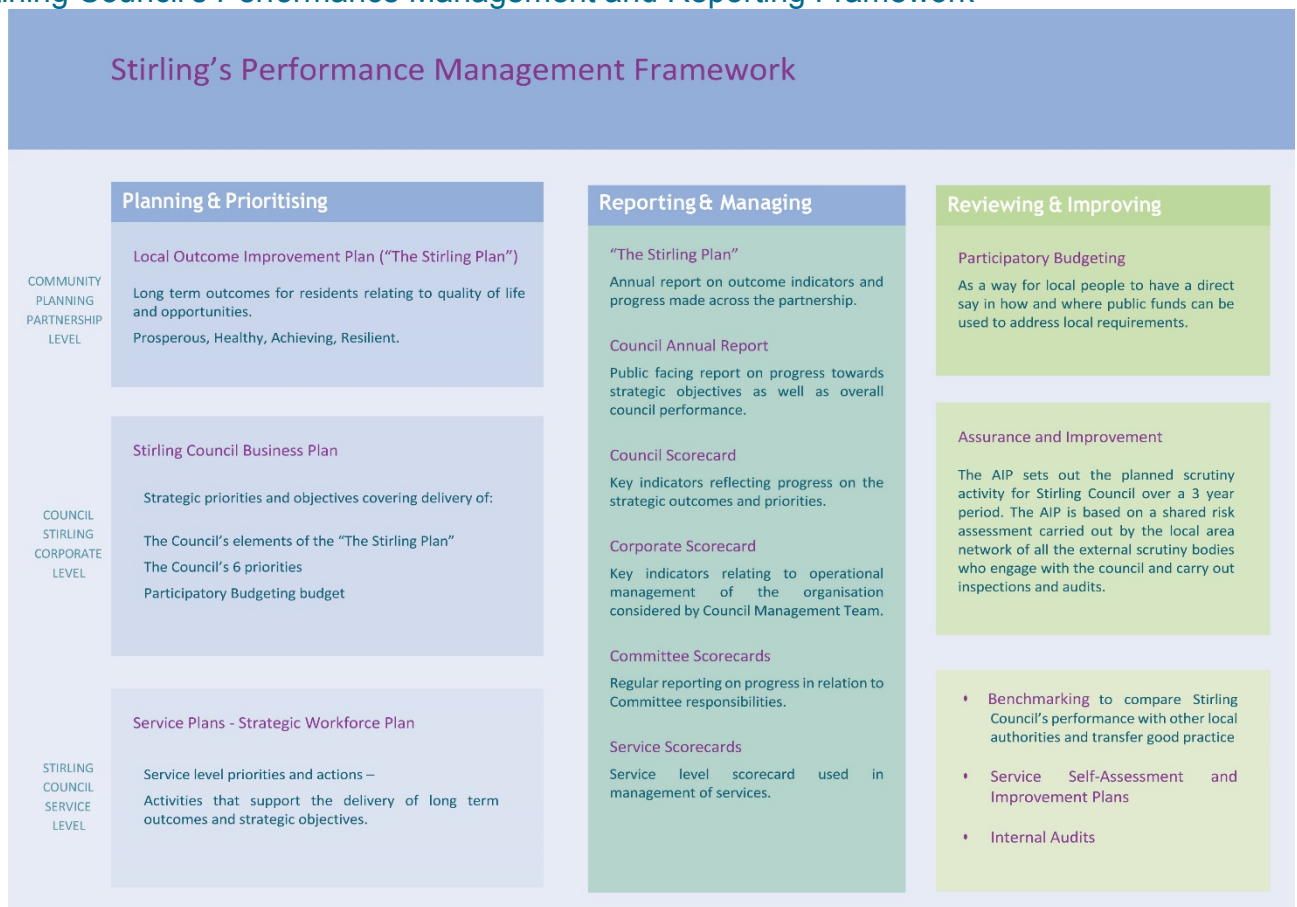 Council's Performance Management and Reporting Framework
Stirling's Performance Management Framework
Planning & Prioritising
COMMUNITY
PLANNING
PARTNERSHIP
LEVEL
Local Outcome Improvement Plan ("The Stirling Plan")
Long term outcomes for residents relating to quality of life
and opportunities.
Prosperous, Healthy, Achieving, Resilient.
COUNCIL
STIRLING
CORPORATE
LEVEL
Stirling Council Business Plan
Strategic priorities and objectives covering delivery of:
The Council's elements of the "The Stirling Plan"
The Council's 6 priorities
Participatory Budgeting budget
STIRLING
COUNCIL
SERVICE
LEVEL
Service Plans - Strategic Workforce Plan
Service level priorities and actions –
Activities that support the delivery of long term
outcomes and strategic objectives.
Reporting & Managing
"The Stirling Plan"
Annual report on outcome indicators and
progress made across the partnership.
Council Annual Report
Public facing report on progress towards
strategic objectives as well as overall
council performance.
Council Scorecard
Key indicators reflecting progress on the
strategic outcomes and priorities.
Corporate Scorecard
Key indicators relating to operational
management of the organisation
considered by Council Management Team.
Committee Scorecards
Regular reporting on progress in relation to
Committee responsibilities.
Service Scorecards
Service level scorecard used in
management of services.
Reviewing & Improving
Participatory Budgeting
As a way for local people to have a direct
say in how and where public funds can be
used to address local requirements.
Assurance and Improvement
The AIP sets out the planned scrutiny
activity for Stirling Council over a 3 year
period. The AIP is based on a shared risk
assessment carried out by the local area
network of all the external scrutiny bodies
who engage with the council and carry out
inspections and audits.
• Benchmarking to compare Stirling
Council's performance with other local
authorities and transfer good practice
• Service Self-Assessment and
Improvement Plans
• Internal Audits